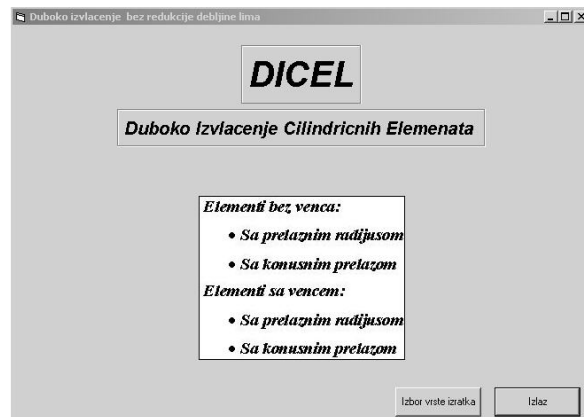 Duboko izvlacenje bez redukcije debljine lima
DICEL
Duboko Izvlacenje Cilindricnih Elemenata
Elementi bez venca:
• Sa prelaznim radijusom
• Sa konusnim prelazom
Elementi sa vencem:
• Sa prelaznim radijusom
• Sa konusnim prelazom
Izbor vrste izratka
Izlaz